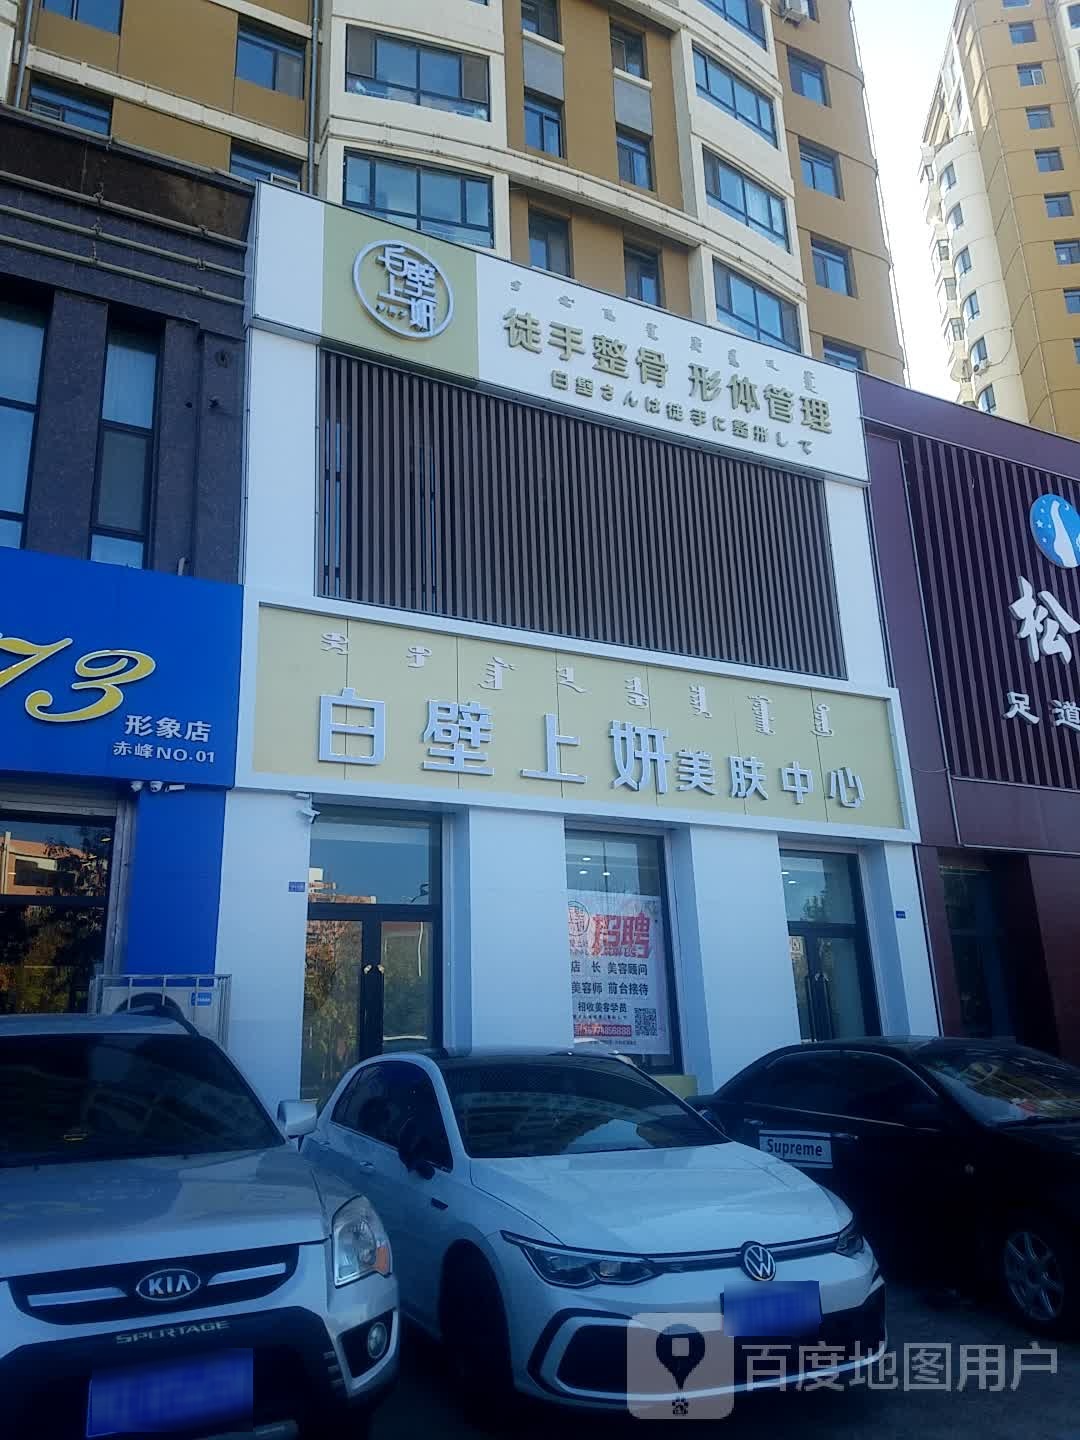 白壁上妍
徒手整骨 形体管理
白壁さんは徒手に整形して
73
形象店
赤峰NO.01
白壁上妍美肤中心
松
足道
招聘
店 长 美容顾问
美容师 前台接待
招收美容学员
Supreme
KIA
SPORTAGE
百度地图用户